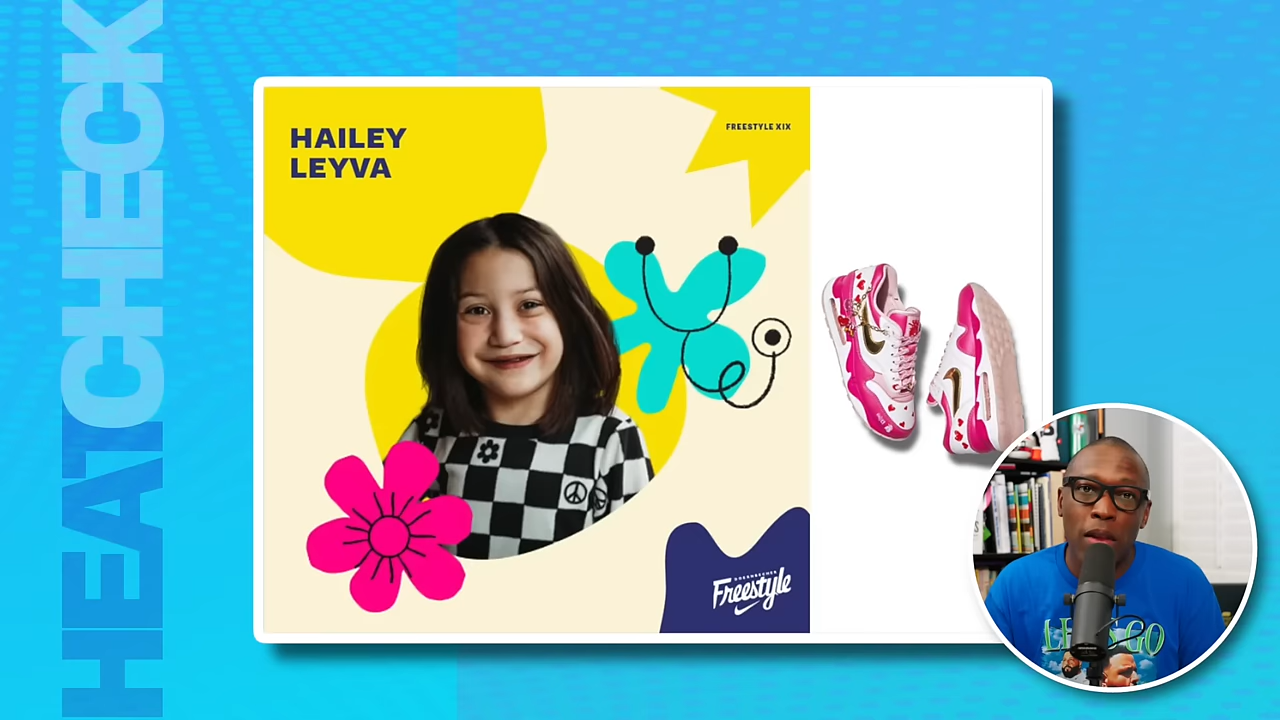 HEATCHECK
HAILEY
LEYVA
FREESTYLE XIX
DOERNBECHER
Freestyle
LET'S GO